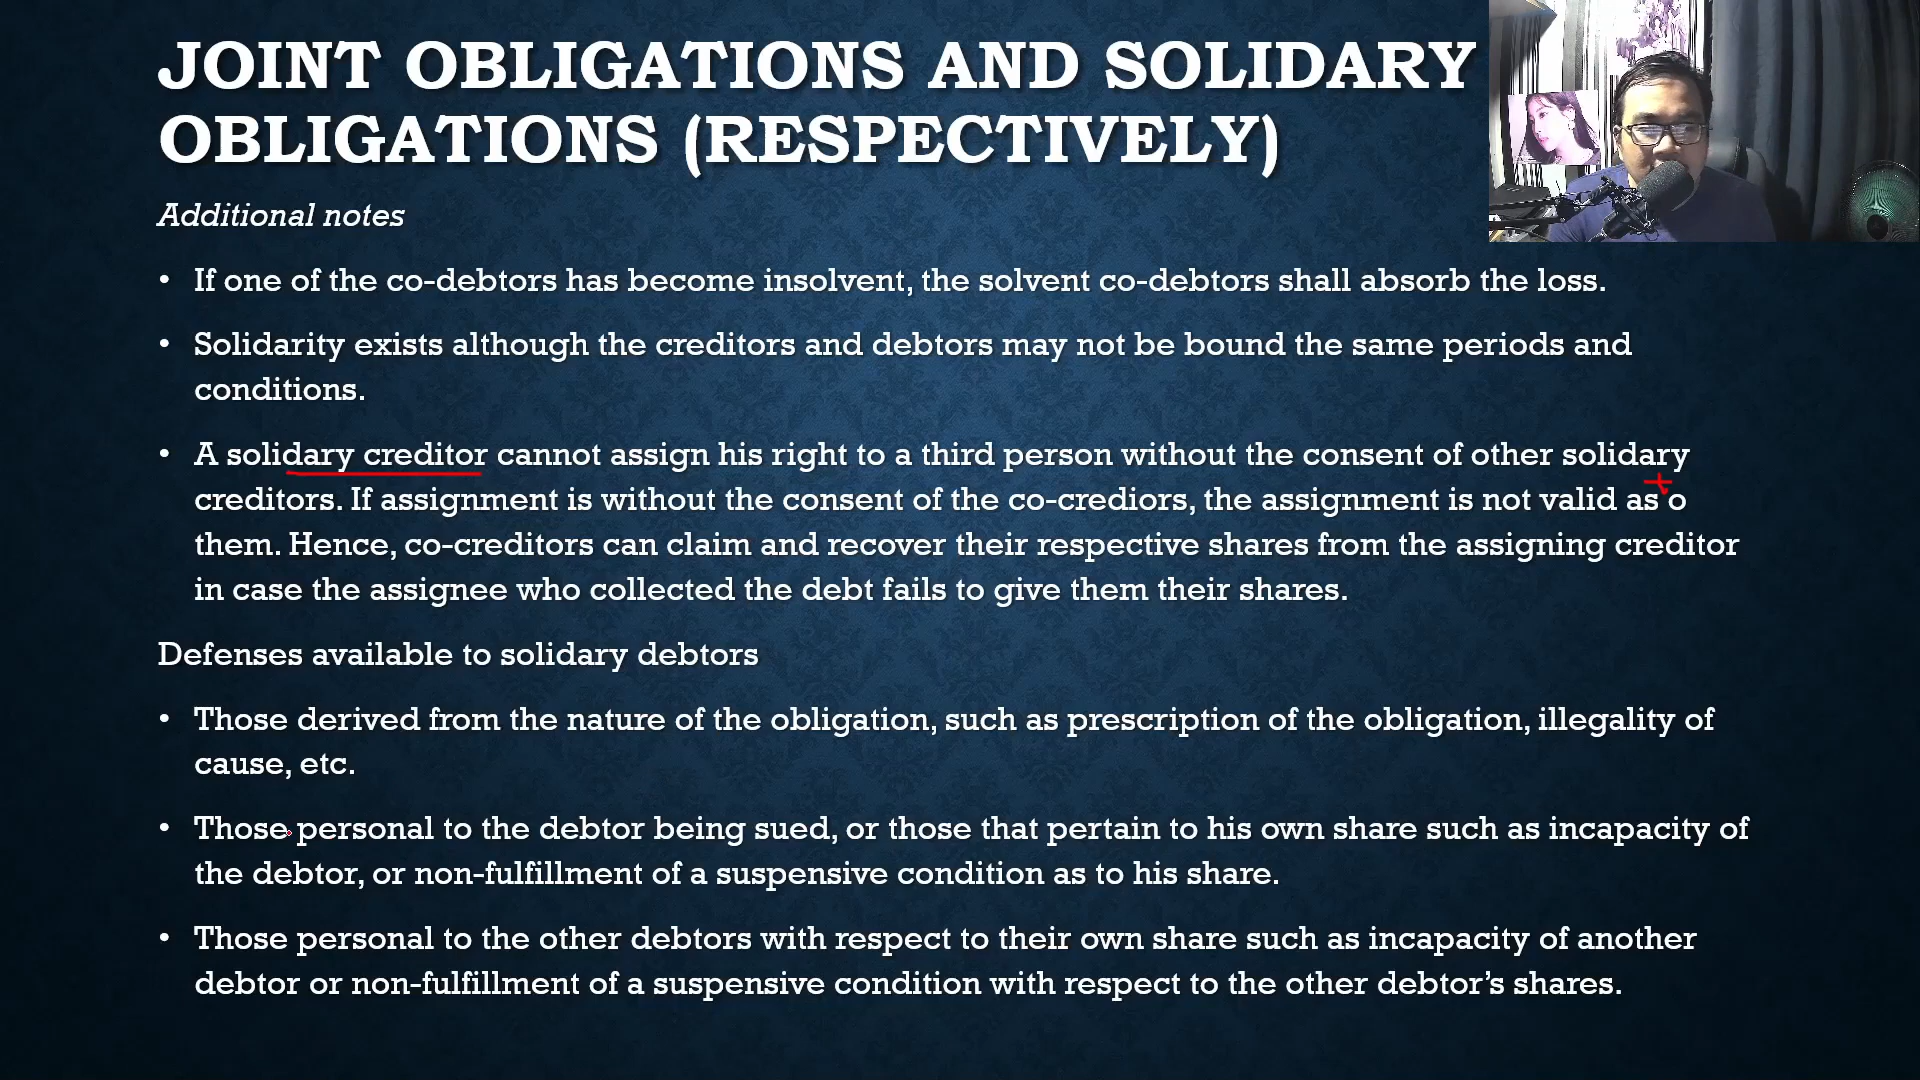 JOINT OBLIGATIONS AND SOLIDARY
OBLIGATIONS (RESPECTIVELY)
Additional notes
• If one of the co-debtors has become insolvent, the solvent co-debtors shall absorb the loss.
• Solidarity exists although the creditors and debtors may not be bound the same periods and
conditions.
• A solidary creditor cannot assign his right to a third person without the consent of other solidary
creditors. If assignment is without the consent of the co-crediors, the assignment is not valid as to
them. Hence, co-creditors can claim and recover their respective shares from the assigning creditor
in case the assignee who collected the debt fails to give them their shares.
Defenses available to solidary debtors
• Those derived from the nature of the obligation, such as prescription of the obligation, illegality of
cause, etc.
• Those personal to the debtor being sued, or those that pertain to his own share such as incapacity of
the debtor, or non-fulfillment of a suspensive condition as to his share.
• Those personal to the other debtors with respect to their own share such as incapacity of another
debtor or non-fulfillment of a suspensive condition with respect to the other debtor's shares.